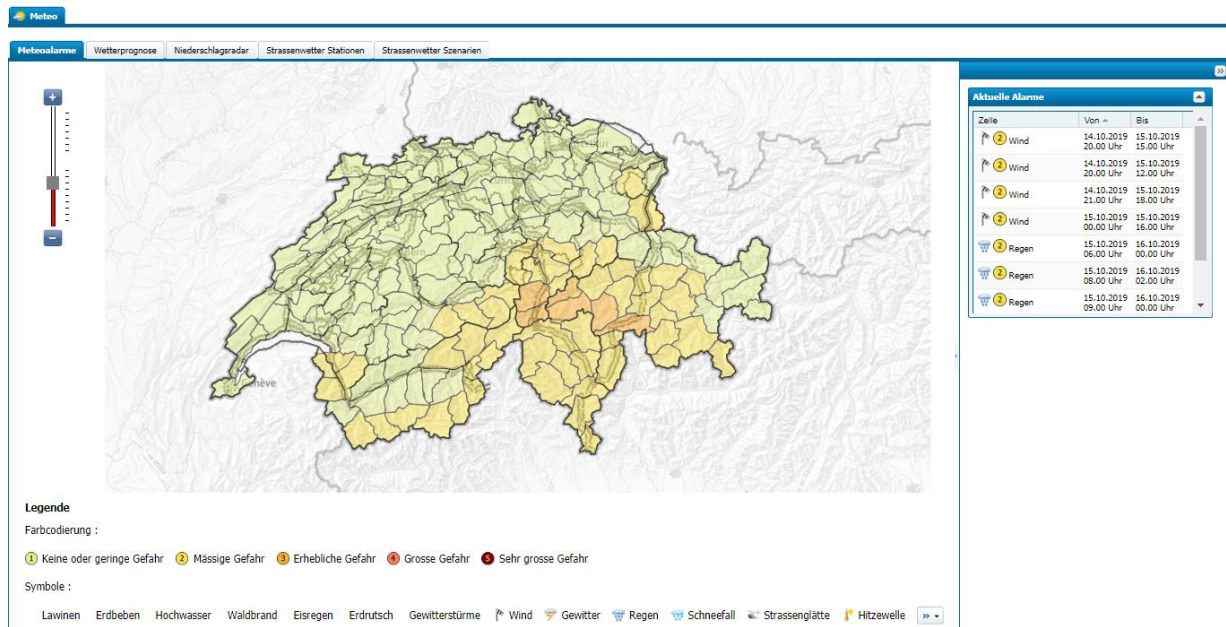 Meteo
Meteoalarme Wetterprognose Niederschlagsradar Strassenwetter Stationen Strassenwetter Szenarien
Aktuelle Alarme
Zelle Von Bis
2 Wind 14.10.2019 20.00 Uhr 15.10.2019 15.00 Uhr
2 Wind 14.10.2019 20.00 Uhr 15.10.2019 12.00 Uhr
2 Wind 14.10.2019 21.00 Uhr 15.10.2019 18.00 Uhr
2 Wind 15.10.2019 00.00 Uhr 15.10.2019 16.00 Uhr
2 Regen 15.10.2019 06.00 Uhr 16.10.2019 00.00 Uhr
2 Regen 15.10.2019 08.00 Uhr 16.10.2019 02.00 Uhr
2 Regen 15.10.2019 09.00 Uhr 16.10.2019 00.00 Uhr
Legende
Farbcodierung :
1 Keine oder geringe Gefahr 2 Mässige Gefahr 3 Erhebliche Gefahr 4 Grosse Gefahr 5 Sehr grosse Gefahr
Symbole :
Lawinen Erdbeben Hochwasser Waldbrand Eisregen Erdrutsch Gewitterstürme Wind Gewitter Regen Schneefall Strassenglätte Hitzewelle